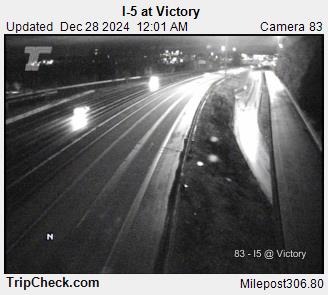 I-5 at Victory
Updated Dec 28 2024 12:01 AM Camera 83
T
N
83 - I5 @ Victory
TripCheck.com Milepost306.80